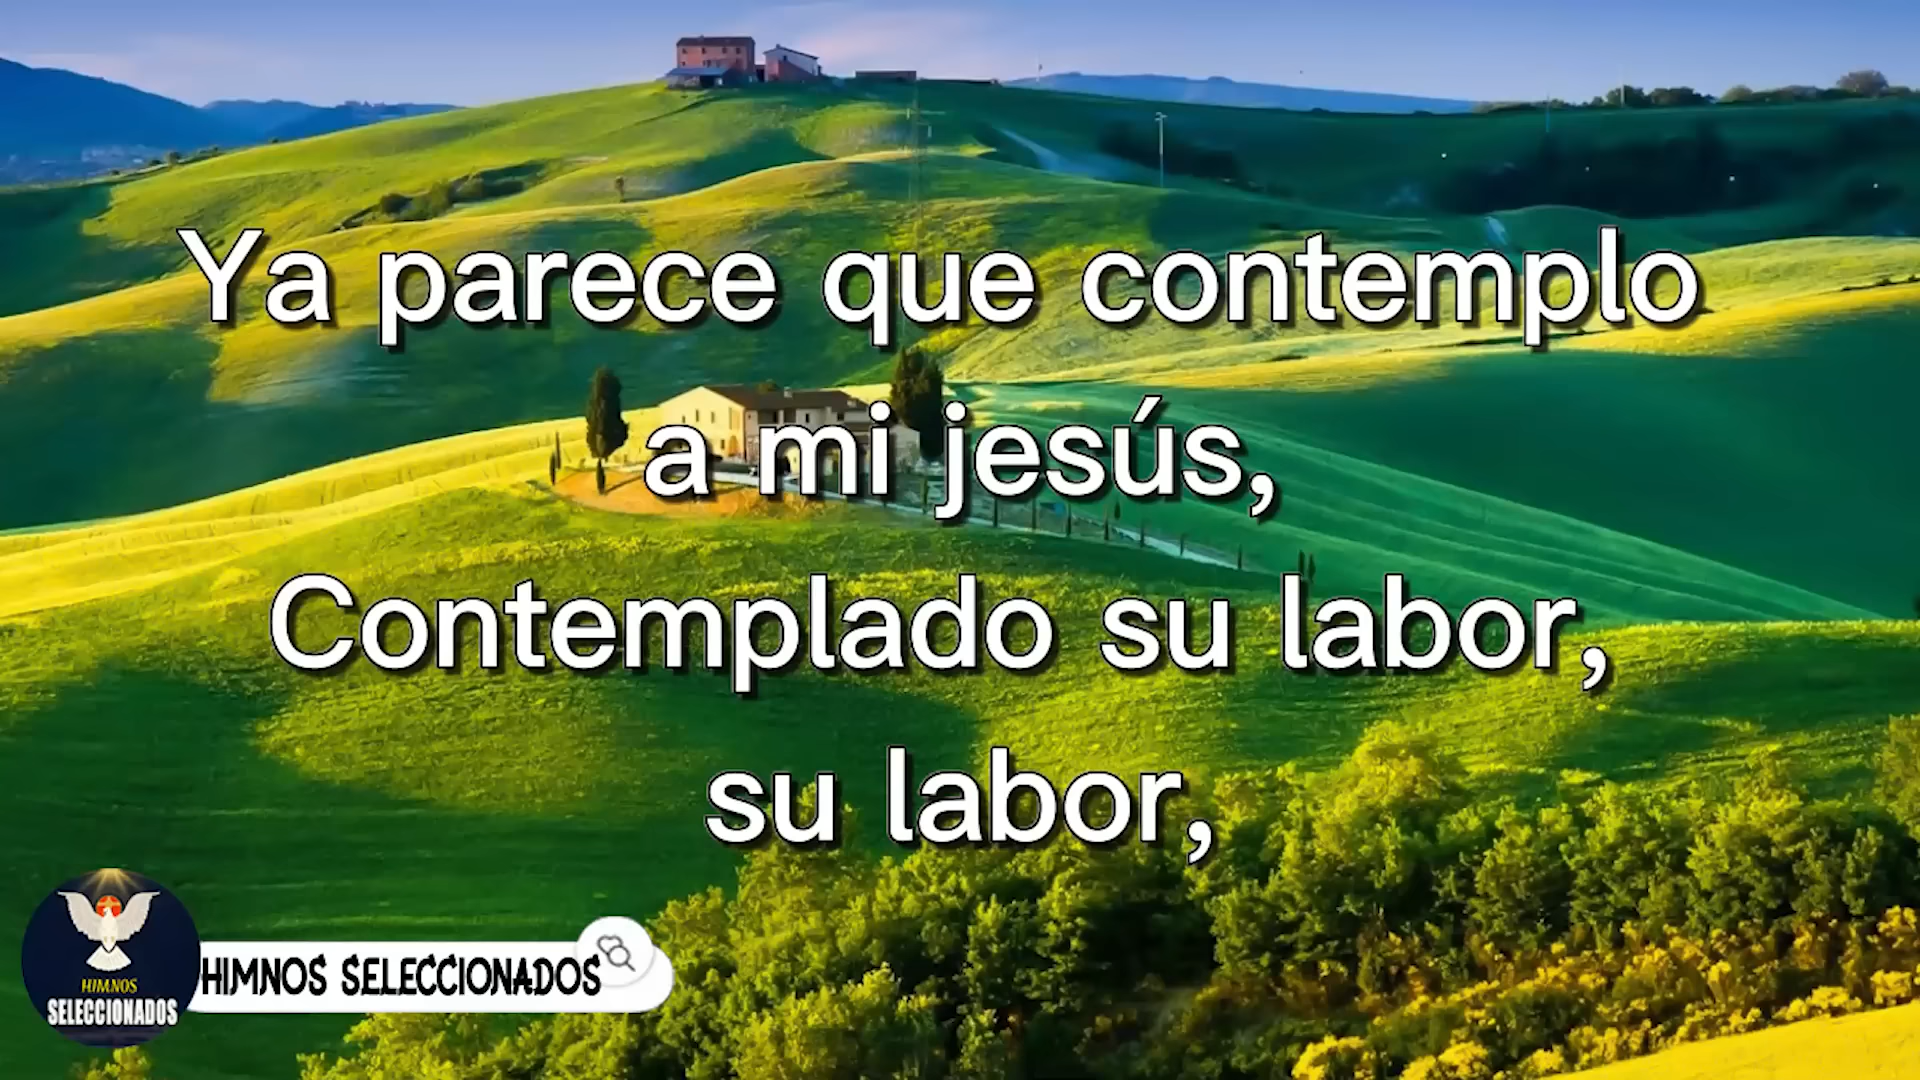 Ya parece que contemplo
a mi jesús,
Contemplado su labor,
su labor,
HIMNOS
SELECCIONADOS
HIMNOS SELECCIONADOS